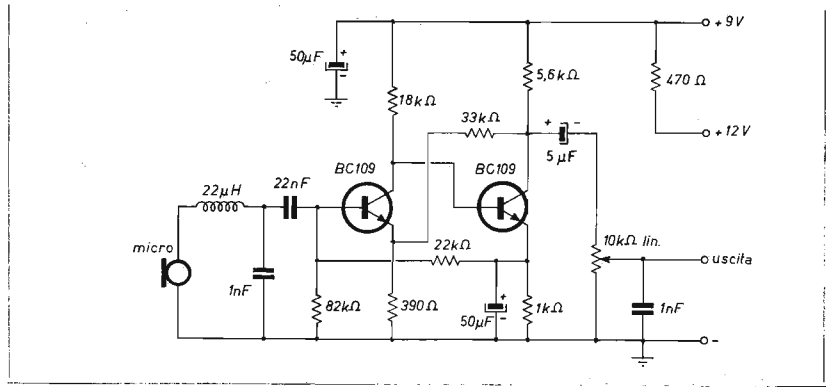 +9V
50µF
+
-
5,6kΩ
470 Ω
18kΩ
33kΩ
+ -
+12V
5 µF
BC109
BC109
22µH
22nF
micro
10kΩ lin.
22kΩ
uscita
1nF
82kΩ
390Ω
50µF
+
-
1kΩ
1nF
-